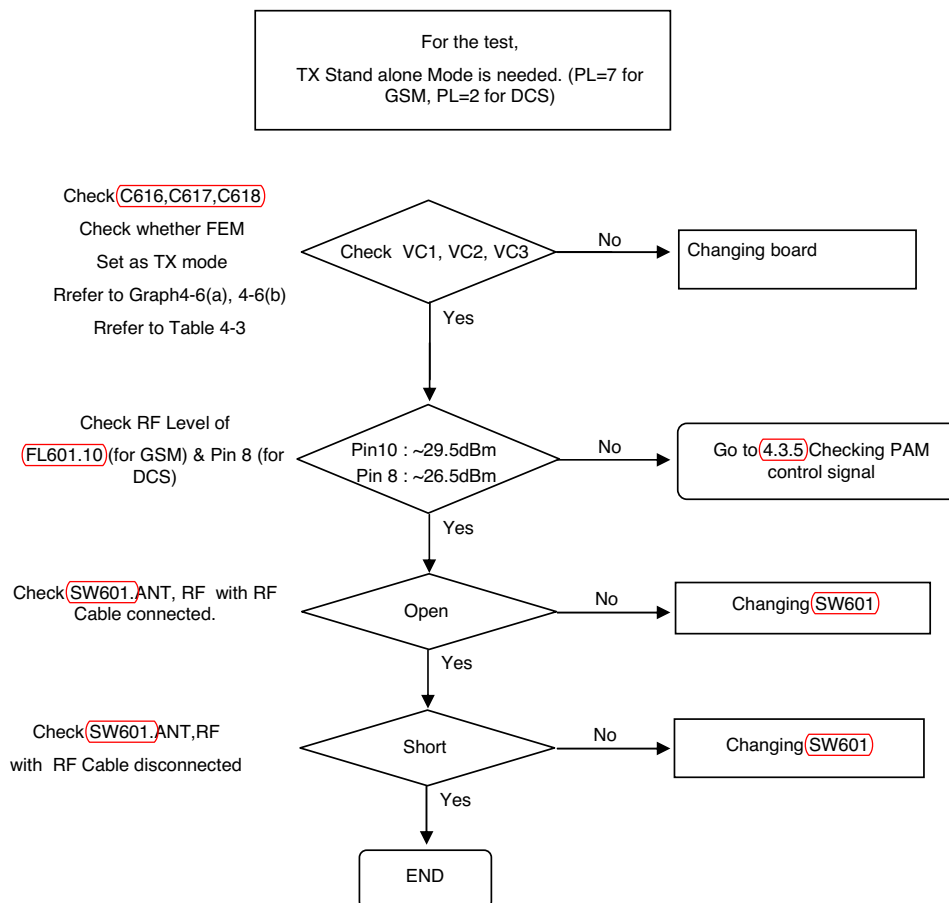 For the test,
TX Stand alone Mode is needed. (PL=7 for
GSM, PL=2 for DCS)
Check C616,C617,C618
Check whether FEM
Set as TX mode
Rrefer to Graph4-6(a), 4-6(b)
Rrefer to Table 4-3
Check VC1, VC2, VC3
No
Changing board
Yes
Check RF Level of
FL601.10 (for GSM) & Pin 8 (for
DCS)
Pin10 : ~29.5dBm
Pin 8 : ~26.5dBm
No
Go to 4.3.5 Checking PAM
control signal
Yes
Check SW601.ANT, RF with RF
Cable connected.
Open
No
Changing SW601
Yes
Check SW601.ANT,RF
with RF Cable disconnected
Short
No
Changing SW601
Yes
END